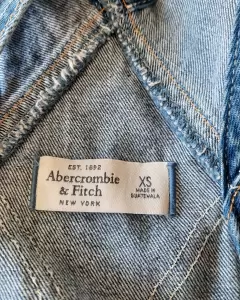 EST. 1892
Abercrombie
& Fitch
NEW YORK
XS
MADE IN
GUATEMALA